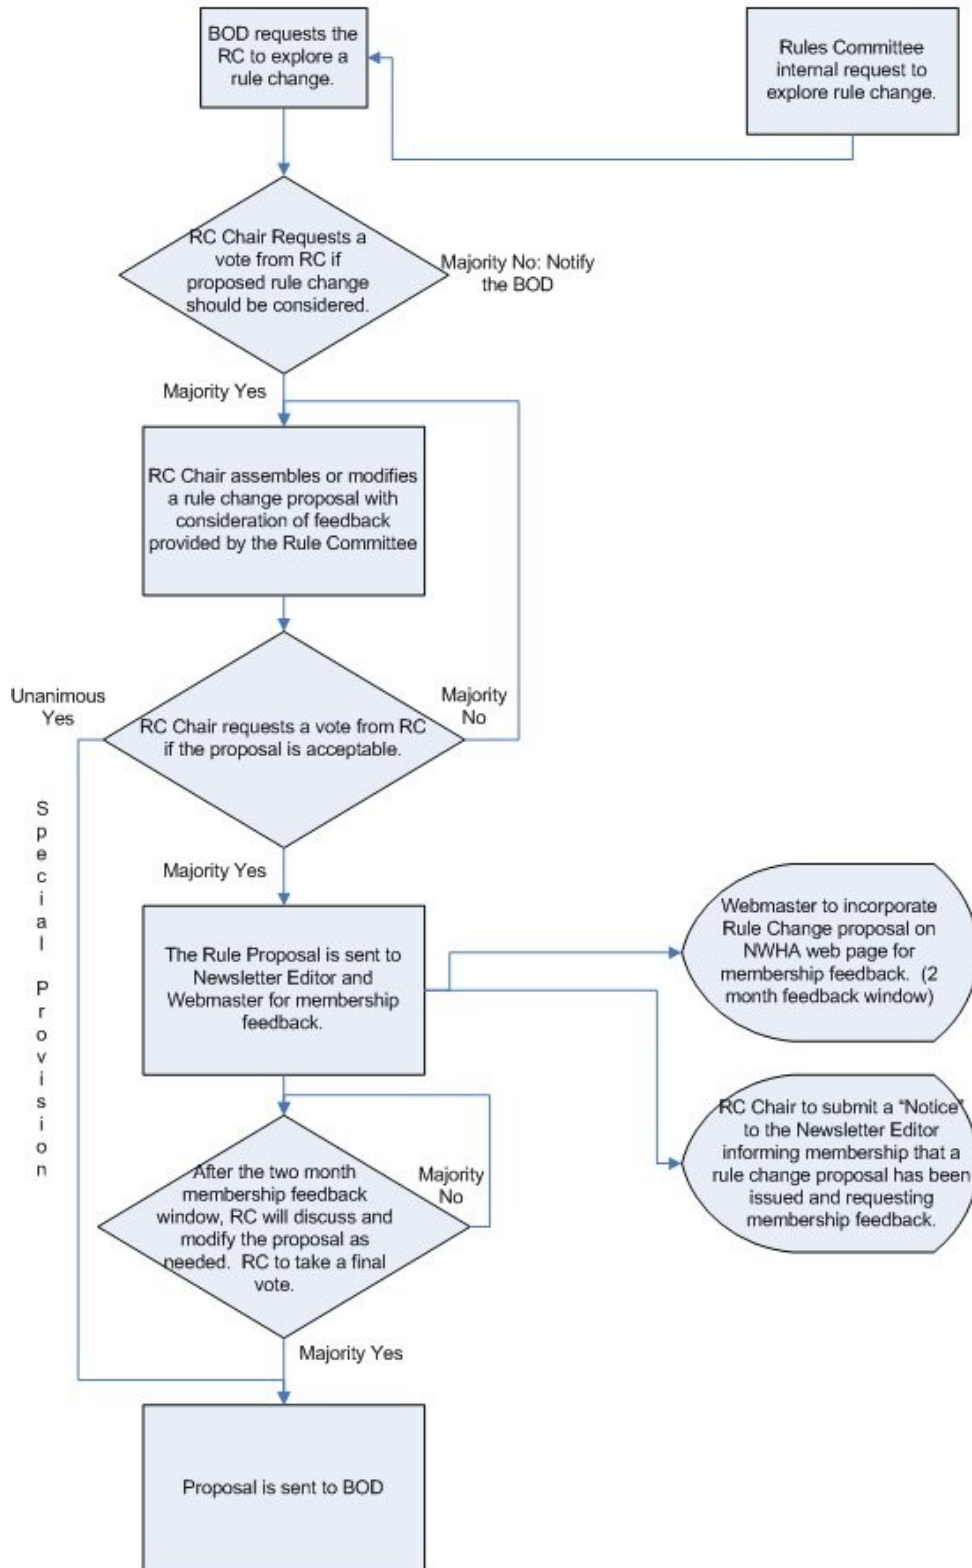 BOD requests the
RC to explore a
rule change.
Rules Committee
internal request to
explore rule change.
RC Chair Requests a
vote from RC if
proposed rule change
should be considered.
Majority No: Notify
the BOD
Majority Yes
RC Chair assembles or modifies
a rule change proposal with
consideration of feedback
provided by the Rule Committee
Unanimous
Yes
RC Chair requests a vote from RC
if the proposal is acceptable.
Majority
No
Special Provision
Majority Yes
The Rule Proposal is sent to
Newsletter Editor and
Webmaster for membership
feedback.
Webmaster to incorporate
Rule Change proposal on
NWHA web page for
membership feedback. (2
month feedback window)
RC Chair to submit a “Notice”
to the Newsletter Editor
informing membership that a
rule change proposal has been
issued and requesting
membership feedback.
After the two month
membership feedback
window, RC will discuss and
modify the proposal as
needed. RC to take a final
vote.
Majority
No
Majority Yes
Proposal is sent to BOD